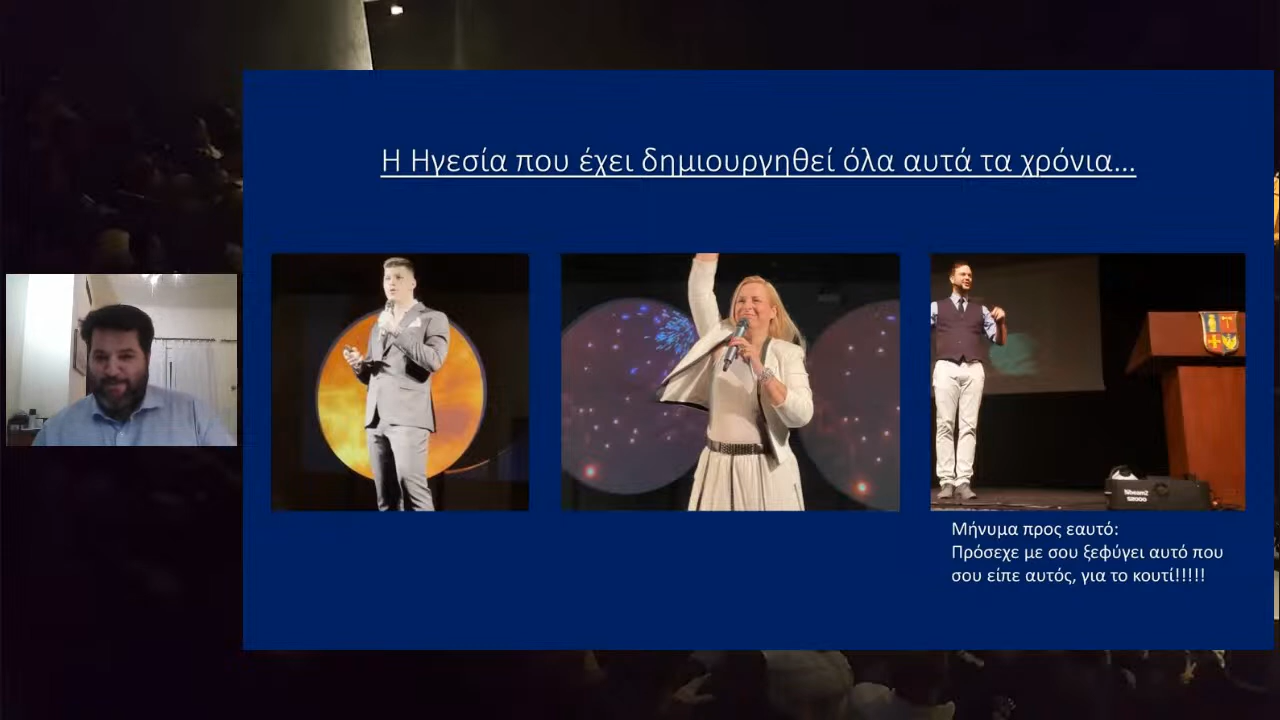 Η Ηγεσία που έχει δημιουργηθεί όλα αυτά τα χρόνια...
Μήνυμα προς εαυτό:
Πρόσεχε με σου ξεφύγει αυτό που
σου είπε αυτός, για το κουτί!!!!!